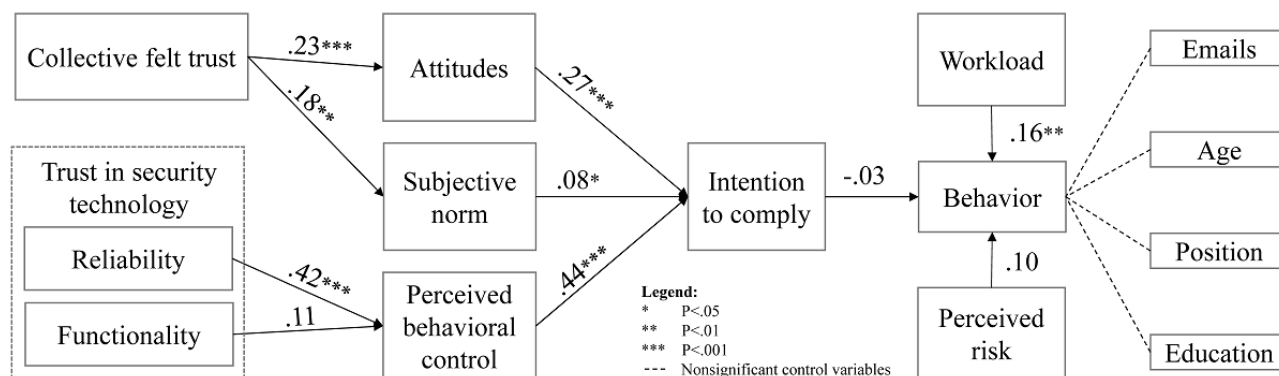 Collective felt trust
.23***
.18**
Attitudes
.27***
Trust in security
technology
Reliability
Functionality
.42***
.11
Subjective
norm
.08*
Perceived
behavioral
control
.44***
Intention
to comply
-.03
Workload
.16**
Behavior
.10
Perceived
risk
Emails
Age
Position
Education
Legend:
* P<.05
** P<.01
*** P<.001
--- Nonsignificant control variables